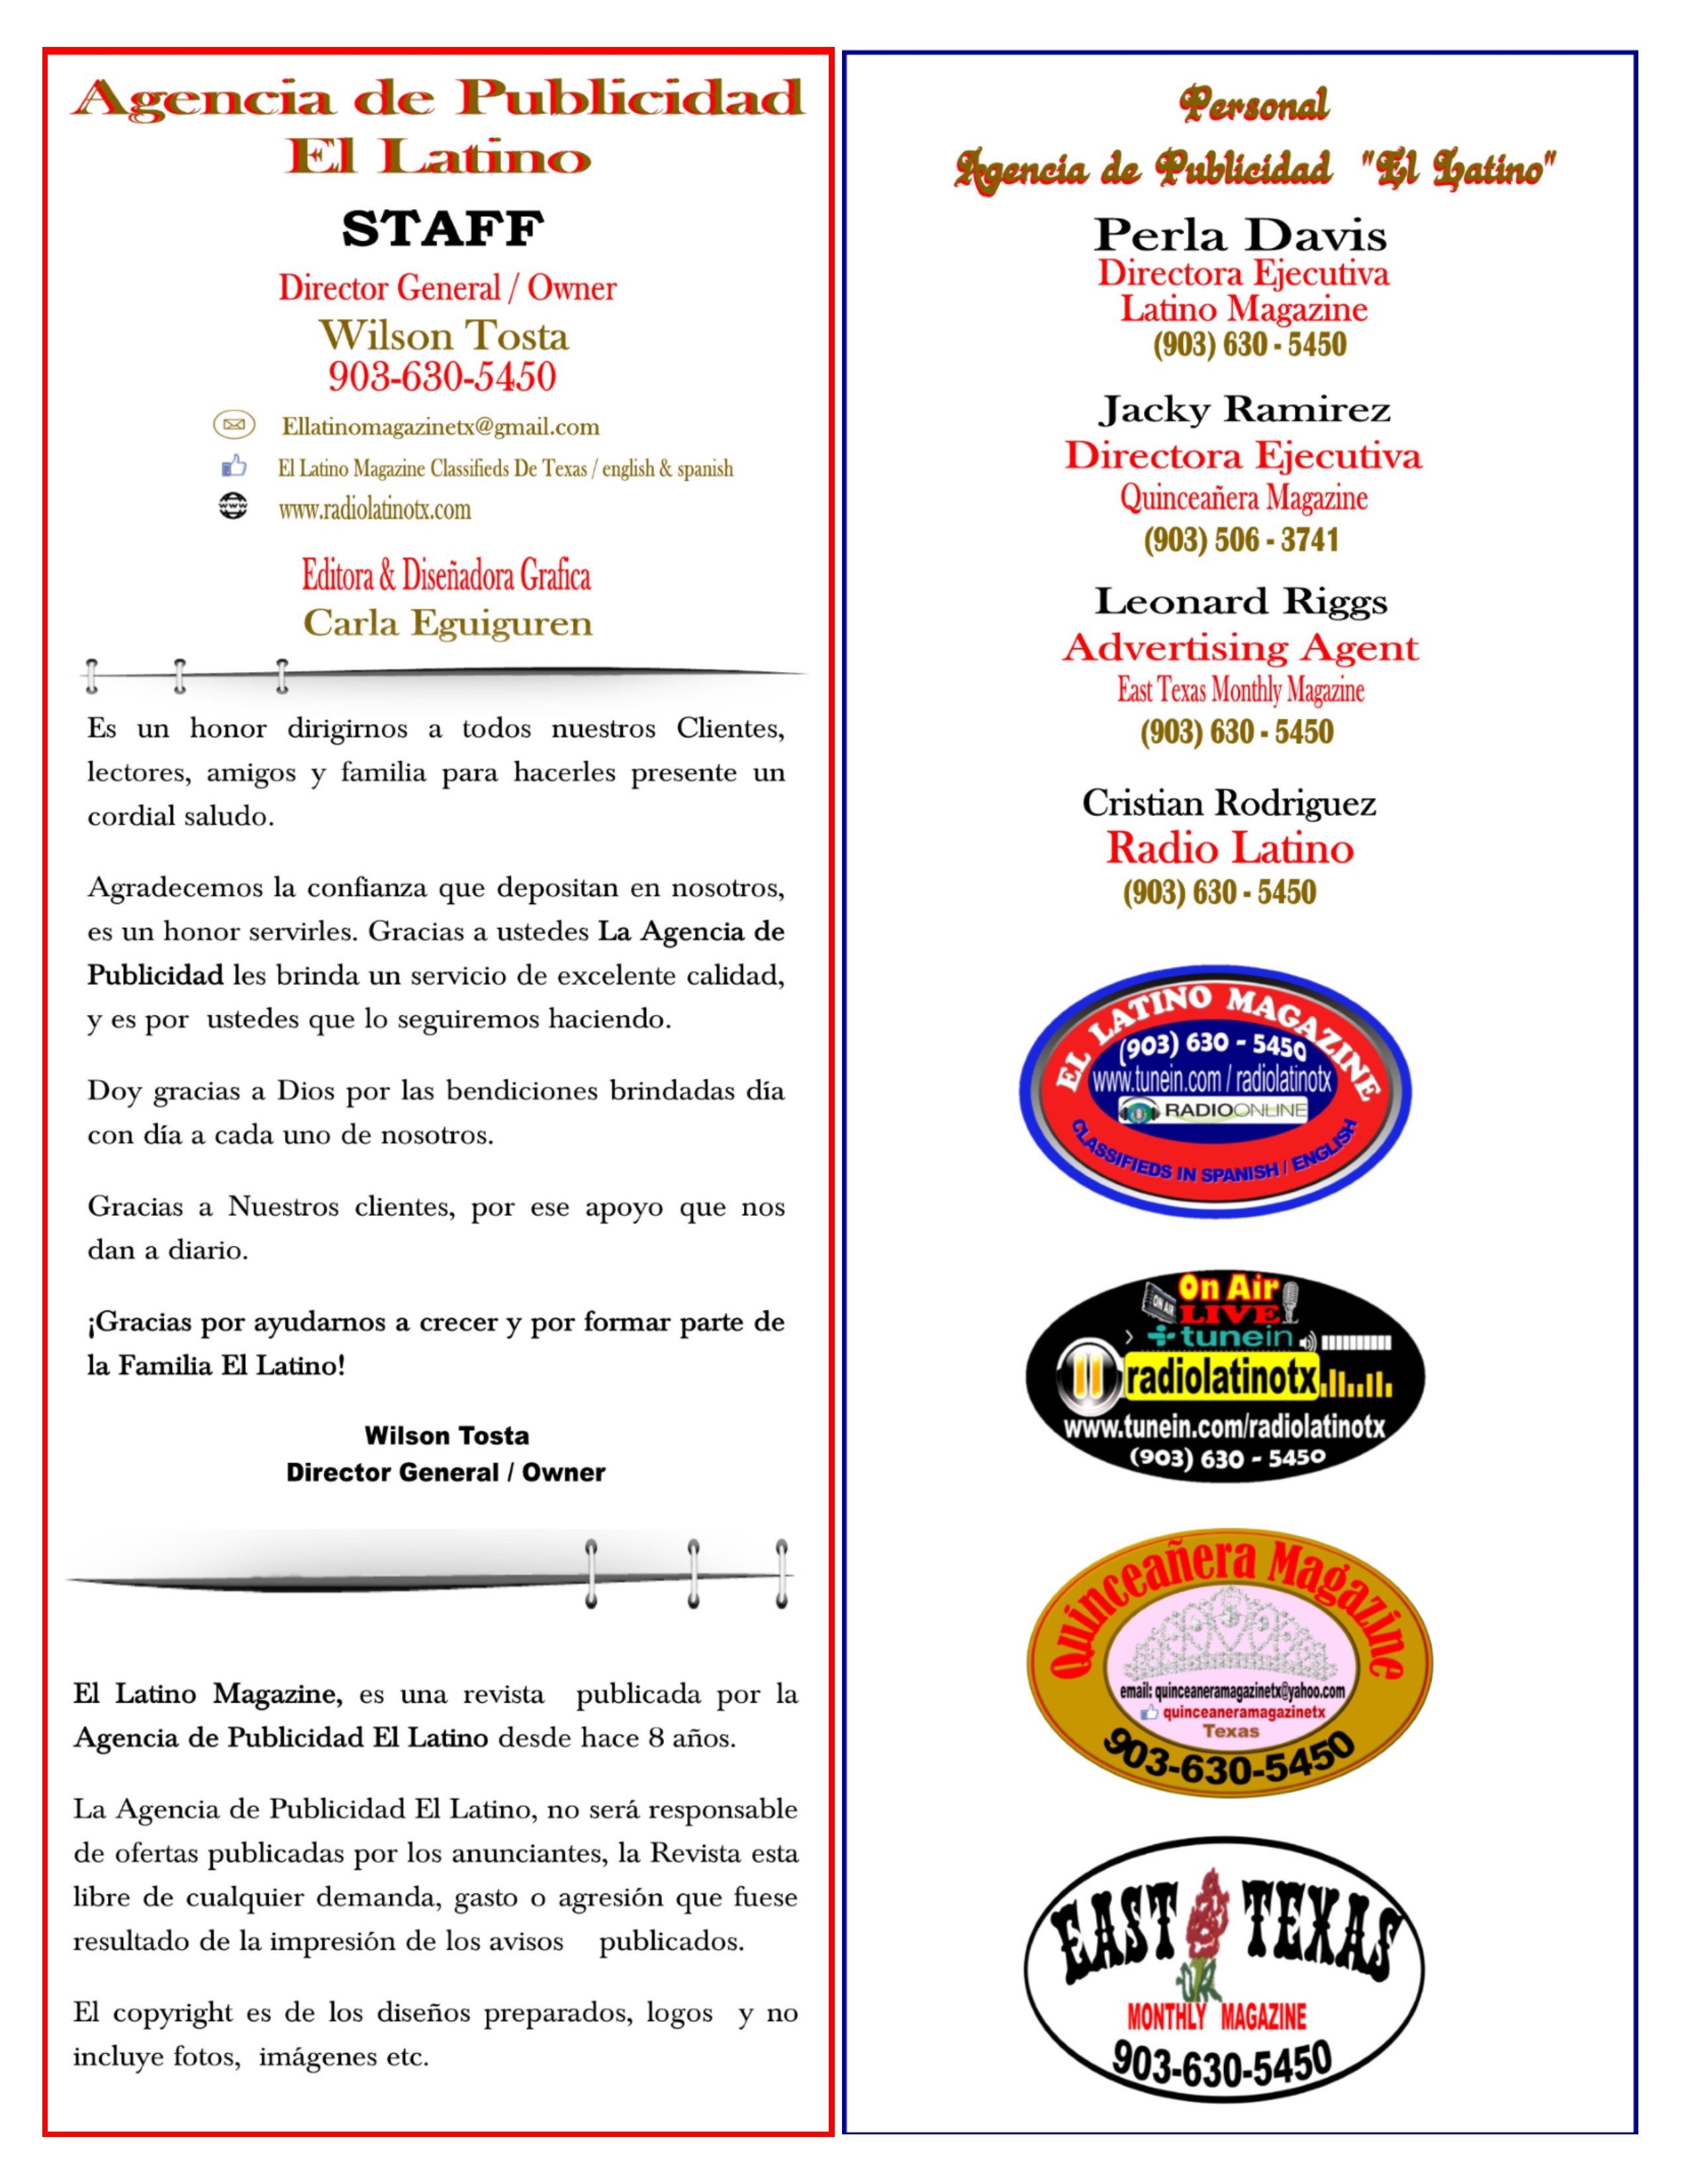 Agencia de Publicidad
El Latino
STAFF
Director General / Owner
Wilson Tosta
903-630-5450
Ellatinomagazinetx@gmail.com
El Latino Magazine Classifieds De Texas / english & spanish
www
www.radiolatinotx.com
Editora & Diseñadora Grafica
Carla Eguiguren
Es un honor dirigirnos a todos nuestros Clientes,
lectores, amigos y familia para hacerles presente un
cordial saludo.
Agradecemos la confianza que depositan en nosotros,
es un honor servirles. Gracias a ustedes La Agencia de
Publicidad les brinda un servicio de excelente calidad,
y es por ustedes que lo seguiremos haciendo.
Doy gracias a Dios por las bendiciones brindadas día
con día a cada uno de nosotros.
Gracias a Nuestros clientes, por ese apoyo que nos
dan a diario.
¡Gracias por ayudarnos a crecer y por formar parte de
la Familia El Latino!
Wilson Tosta
Director General / Owner
El Latino Magazine, es una revista publicada por la
Agencia de Publicidad El Latino desde hace 8 años.
La Agencia de Publicidad El Latino, no será responsable
de ofertas publicadas por los anunciantes, la Revista esta
libre de cualquier demanda, gasto o agresión que fuese
resultado de la impresión de los avisos publicados.
El copyright es de los diseños preparados, logos y no
incluye fotos, imágenes etc.
Personal
Agencia de Publicidad "El Latino"
Perla Davis
Directora Ejecutiva
Latino Magazine
(903) 630 - 5450
Jacky Ramirez
Directora Ejecutiva
Quinceañera Magazine
(903) 506 - 3741
Leonard Riggs
Advertising Agent
East Texas Monthly Magazine
(903) 630 - 5450
Cristian Rodriguez
Radio Latino
(903) 630 - 5450
EL LATINO MAGAZINE
(903) 630 - 5450
www.tunein.com / radiolatinotx
RADIOONLINE
CLASSIFIEDS IN SPANISH / ENGLISH
On Air
ON AIR
LIVE
tunein
radiolatinotx
www.tunein.com/radiolatinotx
(903) 630 - 5450
Quinceañera Magazine
email: quinceaneramagazinetx@yahoo.com
quinceaneramagazinetx
Texas
903-630-5450
EAST TEXAS
MONTHLY MAGAZINE
903-630-5450